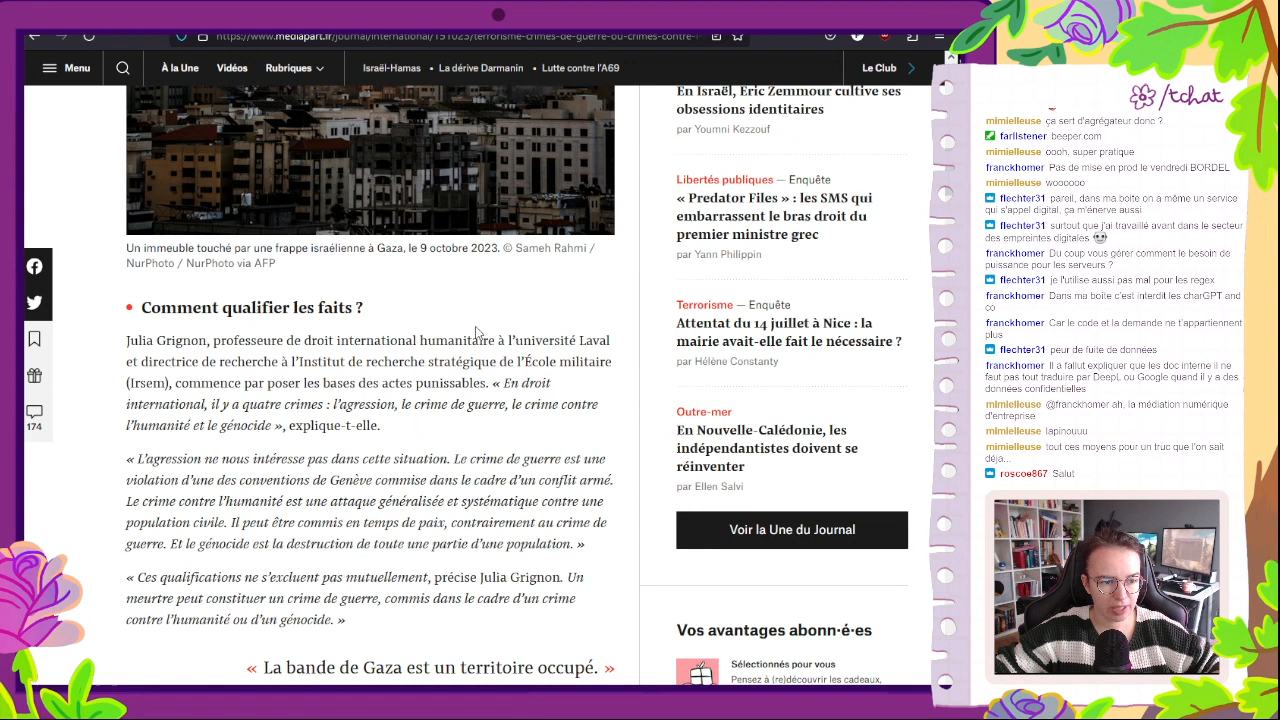 https://www.mediapart.fr/journal/international/151023/terrorisme-crimes-de-guerre-ou-crimes-contre-l
Menu
À la Une
Vidéos
Rubriques
Israël-Hamas
• La dérive Darmanin
• Lutte contre l'A69
Le Club
Un immeuble touché par une frappe israélienne à Gaza, le 9 octobre 2023. © Sameh Rahmi /
NurPhoto / NurPhoto via AFP
174
• Comment qualifier les faits ?
Julia Grignon, professeure de droit international humanitaire à l'université Laval
et directrice de recherche à l'Institut de recherche stratégique de l'École militaire
(Irsem), commence par poser les bases des actes punissables. « En droit
international, il y a quatre crimes : l'agression, le crime de guerre, le crime contre
l'humanité et le génocide », explique-t-elle.
« L'agression ne nous intéresse pas dans cette situation. Le crime de guerre est une
violation d'une des conventions de Genève commise dans le cadre d'un conflit armé.
Le crime contre l'humanité est une attaque généralisée et systématique contre une
population civile. Il peut être commis en temps de paix, contrairement au crime de
guerre. Et le génocide est la destruction de toute une partie d'une population. »
« Ces qualifications ne s'excluent pas mutuellement, précise Julia Grignon. Un
meurtre peut constituer un crime de guerre, commis dans le cadre d'un crime
contre l'humanité ou d'un génocide. »
« La bande de Gaza est un territoire occupé. »
En Israël, Éric Zemmour cultive ses
obsessions identitaires
par Youmni Kezzouf
Libertés publiques — Enquête
« Predator Files » : les SMS qui
embarrassent le bras droit du
premier ministre grec
par Yann Philippin
Terrorisme — Enquête
Attentat du 14 juillet à Nice : la
mairie avait-elle fait le nécessaire ?
par Hélène Constanty
Outre-mer
En Nouvelle-Calédonie, les
indépendantistes doivent se
réinventer
par Ellen Salvi
Voir la Une du Journal
Vos avantages abonn·é·es
Sélectionnés pour vous
Pensez à (re)découvrir les cadeaux,
/tchat
mimielleuse ça sert d'agrégateur donc ?
farllstener beeper.com
mimielleuse oooh, super pratique
franckhomer Pas de mise en prod le vendredi BORDEL
mimielleuse woooooo
flechter31 pareil, dans ma boite on a même un service
qui s'appel digital, ça m'énerve aussi
flechter31 surtout que j'ai travaillé avant dans le secteur
des empreintes digitales
franckhomer Du coup vous gérer comment le besoin de
puissance pour les serveurs ?
flechter31 je l'utilise aussi pas mal pour les regex
franckhomer Dans ma boite c'est interdit les chatGPT and
co
franckhomer Car le code et la demande ne t'appartiennent
plus
flechter31 peur de fuite de données
franckhomer Il a fallut expliquer que les doc interne il ne
faut pas tout traduire par DeepL ou Google quand il y a des
données confidentielles
mimielleuse @franckhomer ah, la médiation numérique
d'entreprise
mimielleuse lapinouuu
mimielleuse tout ces moyens pour un truc que l'on sait
déja...
roscoe867 Salut